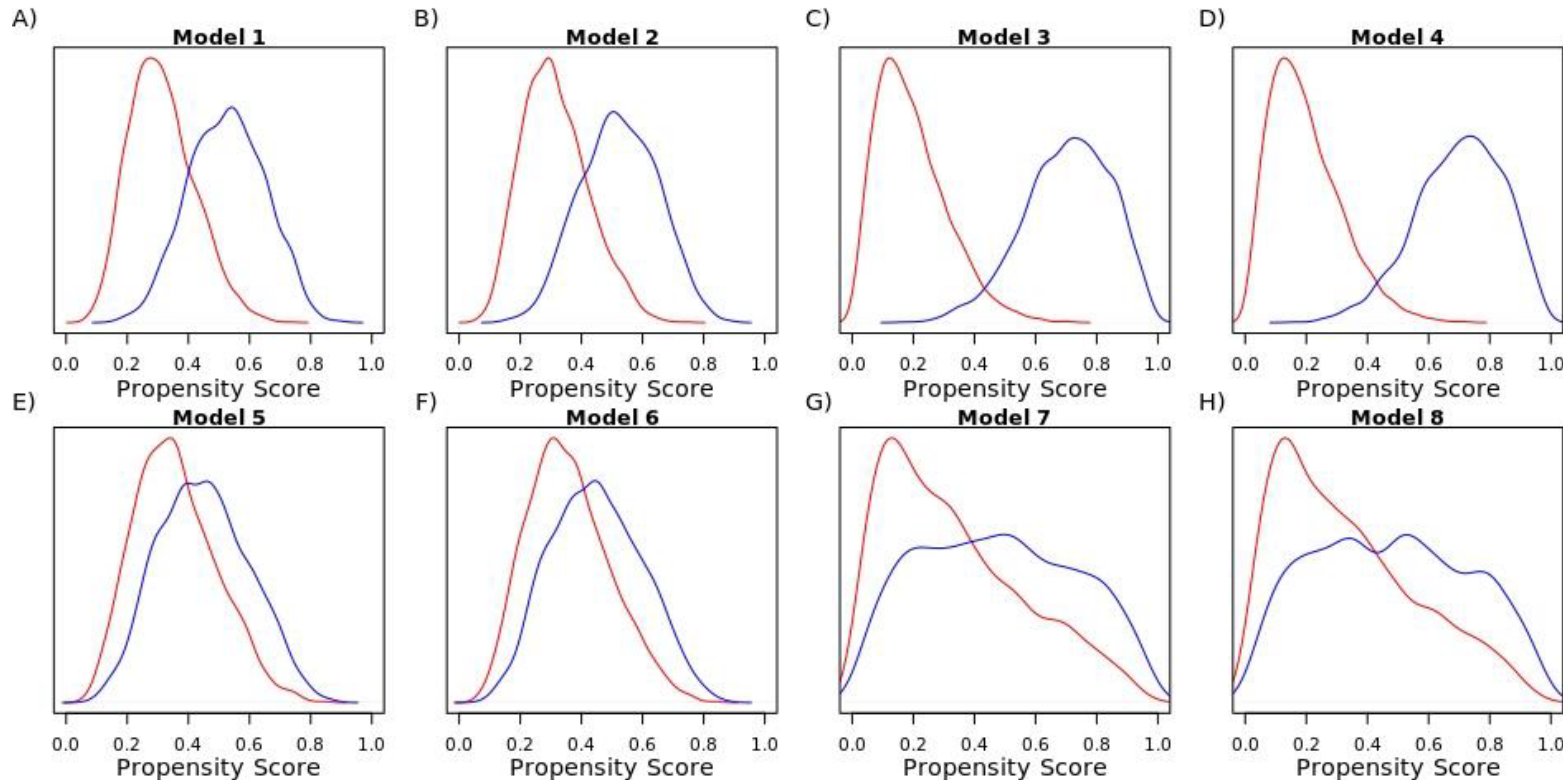 A) B) C) D)
Model 1 Model 2 Model 3 Model 4
0.0 0.2 0.4 0.6 0.8 1.0 0.0 0.2 0.4 0.6 0.8 1.0 0.0 0.2 0.4 0.6 0.8 1.0 0.0 0.2 0.4 0.6 0.8 1.0
Propensity Score Propensity Score Propensity Score Propensity Score
E) F) G) H)
Model 5 Model 6 Model 7 Model 8
0.0 0.2 0.4 0.6 0.8 1.0 0.0 0.2 0.4 0.6 0.8 1.0 0.0 0.2 0.4 0.6 0.8 1.0 0.0 0.2 0.4 0.6 0.8 1.0
Propensity Score Propensity Score Propensity Score Propensity Score